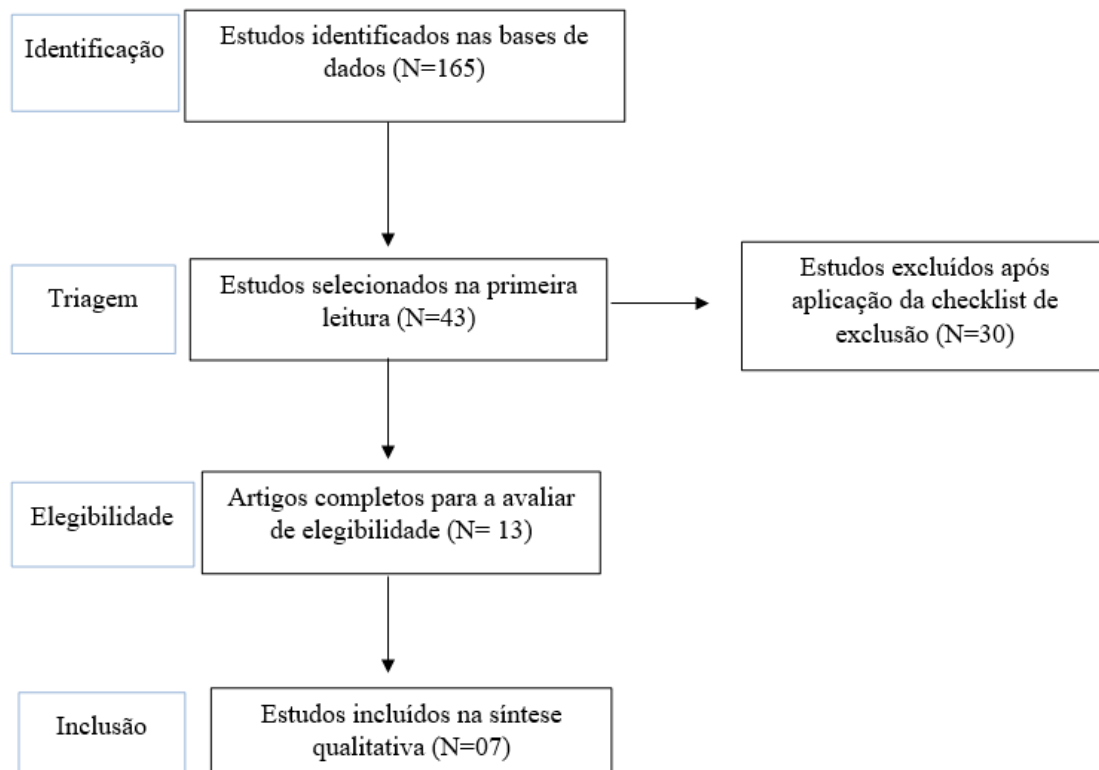 Identificação
Estudos identificados nas bases de
dados (N=165)
Triagem
Estudos selecionados na primeira
leitura (N=43)
Estudos excluídos após
aplicação da checklist de
exclusão (N=30)
Elegibilidade
Artigos completos para a avaliar
de elegibilidade (N= 13)
Inclusão
Estudos incluídos na síntese
qualitativa (N=07)